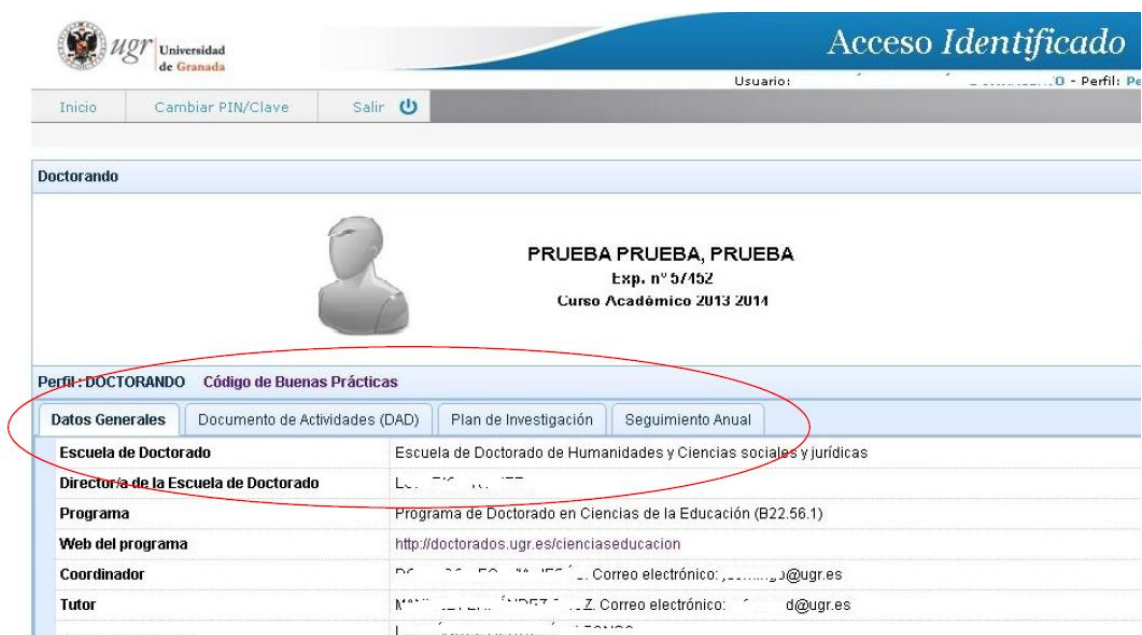 ugr Universidad
de Granada
Acceso Identificado
Usuario: O - Perfil: Pe
Inicio Cambiar PIN/Clave Salir
Doctorando
PRUEBA PRUEBA, PRUEBA
Exp. nº 57452
Curso Académico 2013 2014
Perfil : DOCTORANDO Código de Buenas Prácticas
Datos Generales Documento de Actividades (DAD) Plan de Investigación Seguimiento Anual
Escuela de Doctorado Escuela de Doctorado de Humanidades y Ciencias sociales y jurídicas
Director/a de la Escuela de Doctorado
Programa Programa de Doctorado en Ciencias de la Educación (B22.56.1)
Web del programa http://doctorados.ugr.es/cienciaseducacion
Coordinador Correo electrónico: @ugr.es
Tutor Correo electrónico: d@ugr.es